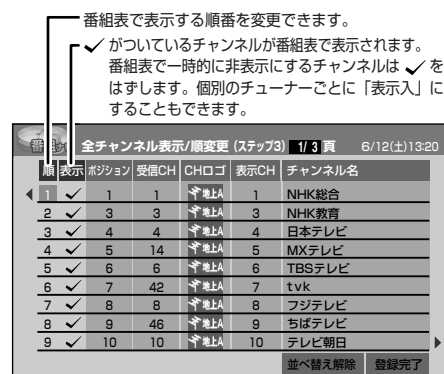 番組表で表示する順番を変更できます。
✓がついているチャンネルが番組表で表示されます。
番組表で一時的に非表示にするチャンネルは✓を
はずします。個別のチューナーごとに「表示入」に
することもできます。
全チャンネル表示/順変更 (ステップ3) 1/ 3 頁 6/12(土)13:20
順 表示 ポジション 受信CH CHロゴ 表示CH チャンネル名
1 ✓ 1 1 地上A 1 NHK総合
2 ✓ 3 3 地上A 3 NHK教育
3 ✓ 4 4 地上A 4 日本テレビ
4 ✓ 5 14 地上A 5 MXテレビ
5 ✓ 6 6 地上A 6 TBSテレビ
6 ✓ 7 42 地上A 7 tvk
7 ✓ 8 8 地上A 8 フジテレビ
8 ✓ 9 46 地上A 9 ちばテレビ
9 ✓ 10 10 地上A 10 テレビ朝日
並べ替え解除 登録完了